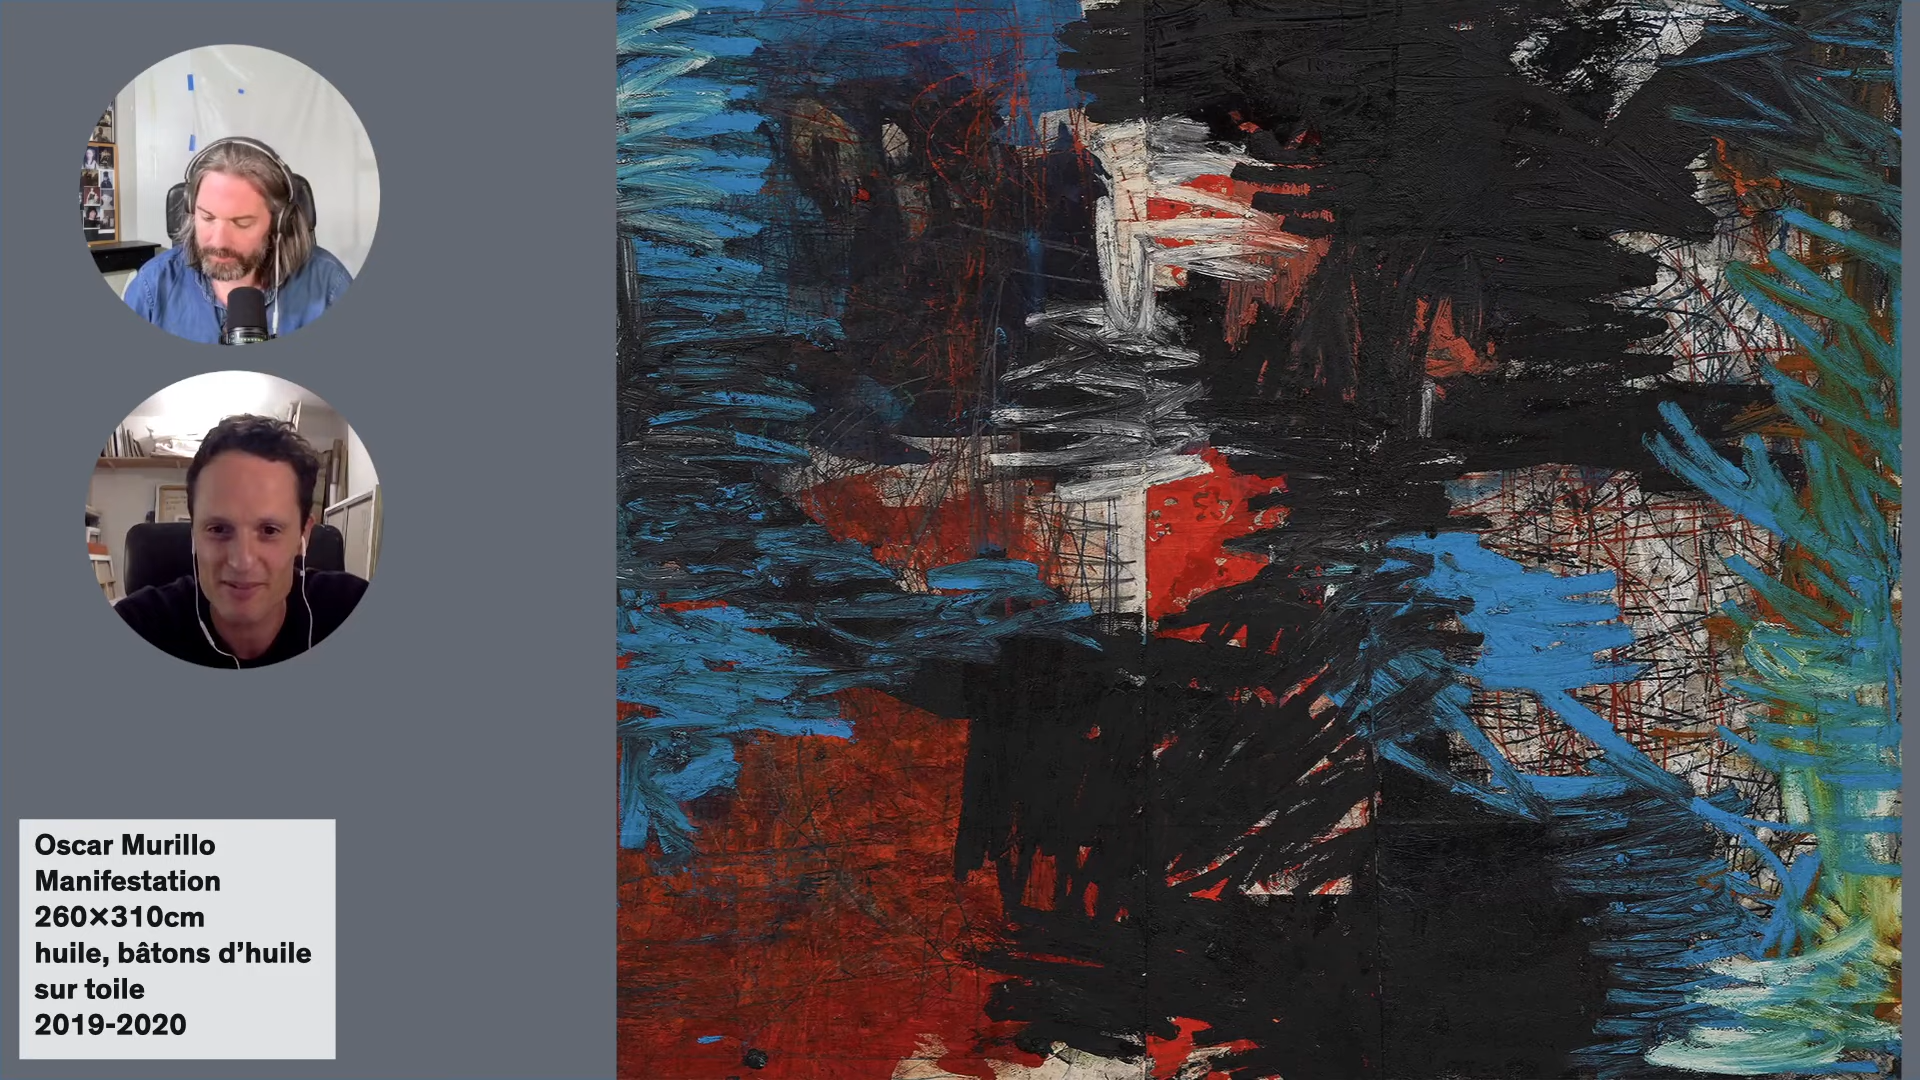 Oscar Murillo
Manifestation
260×310cm
huile, bâtons d’huile
sur toile
2019-2020